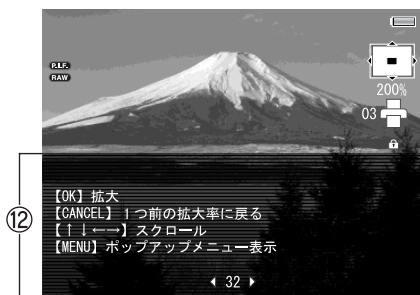 P.I.F.
RAW
200%
03
⑫
【OK】拡大
【CANCEL】1つ前の拡大率に戻る
【↑↓←→】スクロール
【MENU】ポップアップメニュー表示
32